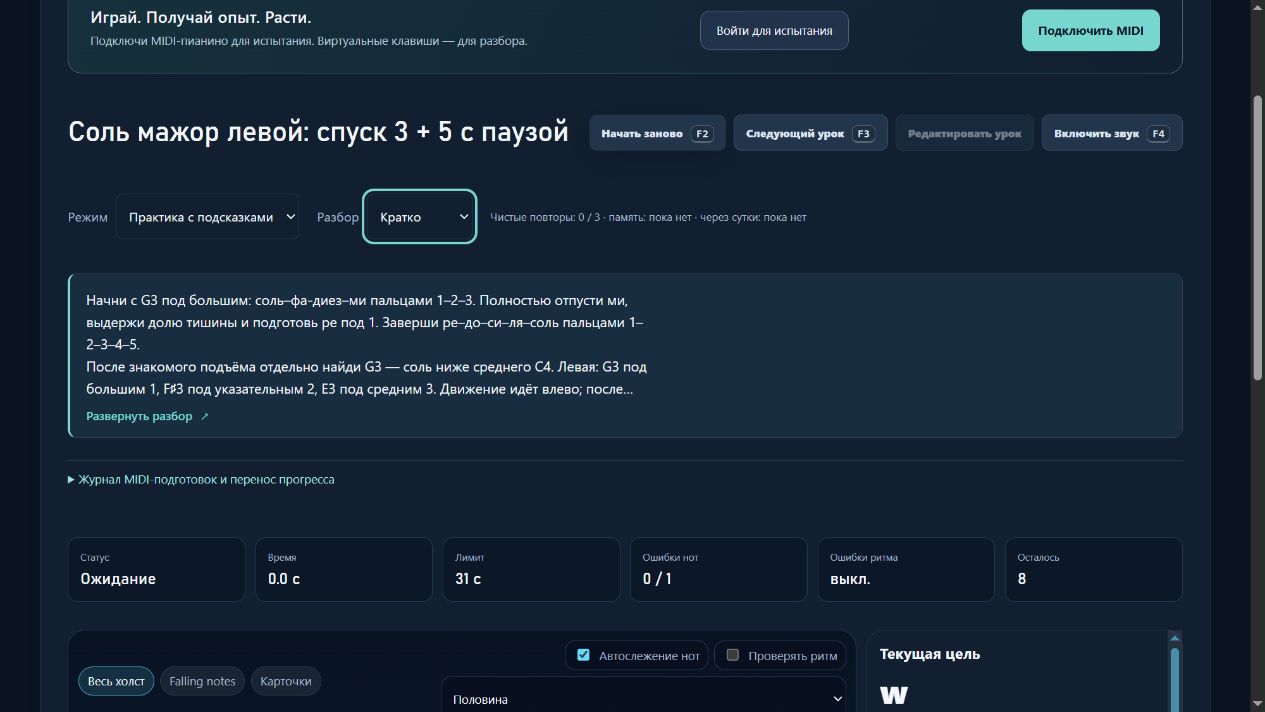 Играй. Получай опыт. Расти.
Подключи MIDI-пианино для испытания. Виртуальные клавиши — для разбора.
Войти для испытания
Подключить MIDI
Соль мажор левой: спуск 3 + 5 с паузой
Начать заново F2
Следующий урок F3
Редактировать урок
Включить звук F4
Режим
Практика с подсказками
Разбор
Кратко
Чистые повторы: 0 / 3 · память: пока нет · через сутки: пока нет
Начни с G3 под большим: соль–фа-диез–ми пальцами 1–2–3. Полностью отпусти ми,
выдержи долю тишины и подготовь ре под 1. Заверши ре–до–си–ля–соль пальцами 1–
2–3–4–5.
После знакомого подъёма отдельно найди G3 — соль ниже среднего C4. Левая: G3 под
большим 1, F♯3 под указательным 2, E3 под средним 3. Движение идёт влево; после...
Развернуть разбор ↗
▶ Журнал MIDI-подготовок и перенос прогресса
Статус
Ожидание
Время
0.0 с
Лимит
31 с
Ошибки нот
0 / 1
Ошибки ритма
выкл.
Осталось
8
Автослежение нот
Проверять ритм
Весь холст
Falling notes
Карточки
Половина
Текущая цель
W